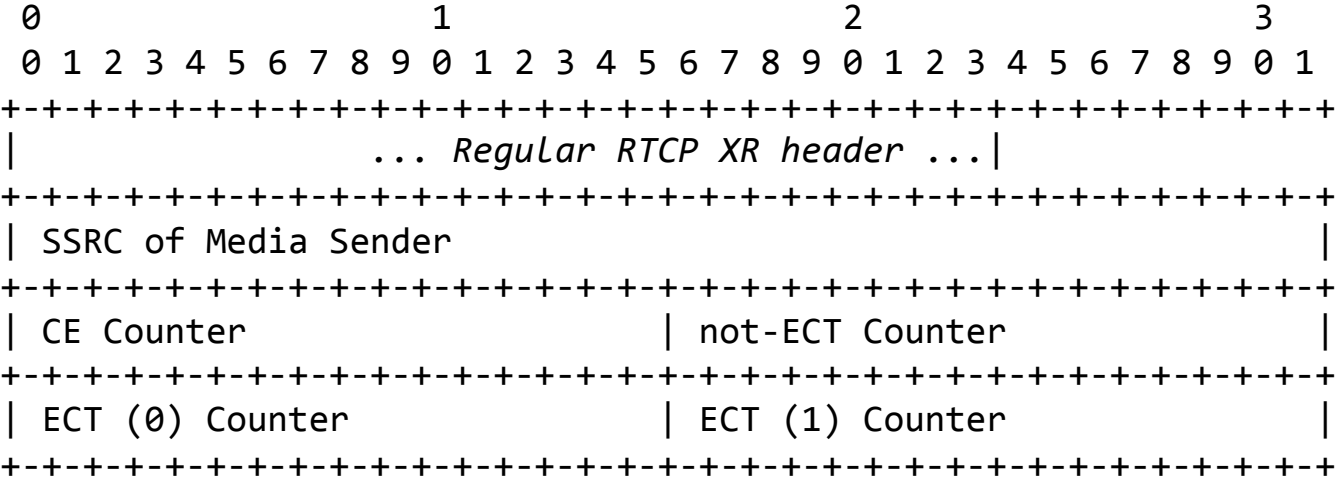 0                   1                   2                   3
0 1 2 3 4 5 6 7 8 9 0 1 2 3 4 5 6 7 8 9 0 1 2 3 4 5 6 7 8 9 0 1
+-+-+-+-+-+-+-+-+-+-+-+-+-+-+-+-+-+-+-+-+-+-+-+-+-+-+-+-+-+-+-+-+
|                 ... Regular RTCP XR header ...|
+-+-+-+-+-+-+-+-+-+-+-+-+-+-+-+-+-+-+-+-+-+-+-+-+-+-+-+-+-+-+-+-+
| SSRC of Media Sender                                          |
+-+-+-+-+-+-+-+-+-+-+-+-+-+-+-+-+-+-+-+-+-+-+-+-+-+-+-+-+-+-+-+-+
| CE Counter                    | not-ECT Counter               |
+-+-+-+-+-+-+-+-+-+-+-+-+-+-+-+-+-+-+-+-+-+-+-+-+-+-+-+-+-+-+-+-+
| ECT (0) Counter               | ECT (1) Counter               |
+-+-+-+-+-+-+-+-+-+-+-+-+-+-+-+-+-+-+-+-+-+-+-+-+-+-+-+-+-+-+-+-+